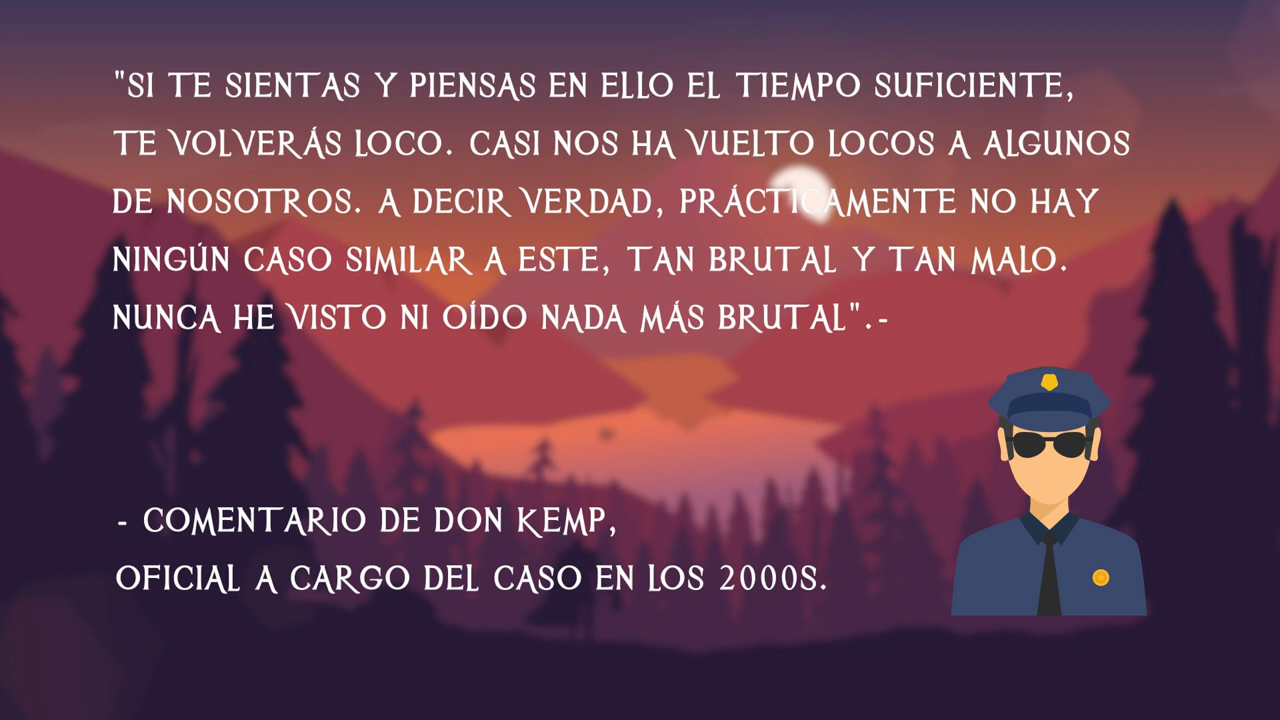 "SI TE SIENTAS Y PIENSAS EN ELLO EL TIEMPO SUFICIENTE,
TE VOLVERÁS LOCO. CASI NOS HA VUELTO LOCOS A ALGUNOS
DE NOSOTROS. A DECIR VERDAD, PRÁCTICAMENTE NO HAY
NINGÚN CASO SIMILAR A ESTE, TAN BRUTAL Y TAN MALO.
NUNCA HE VISTO NI OÍDO NADA MÁS BRUTAL".-
- COMENTARIO DE DON KEMP,
OFICIAL A CARGO DEL CASO EN LOS 2000S.